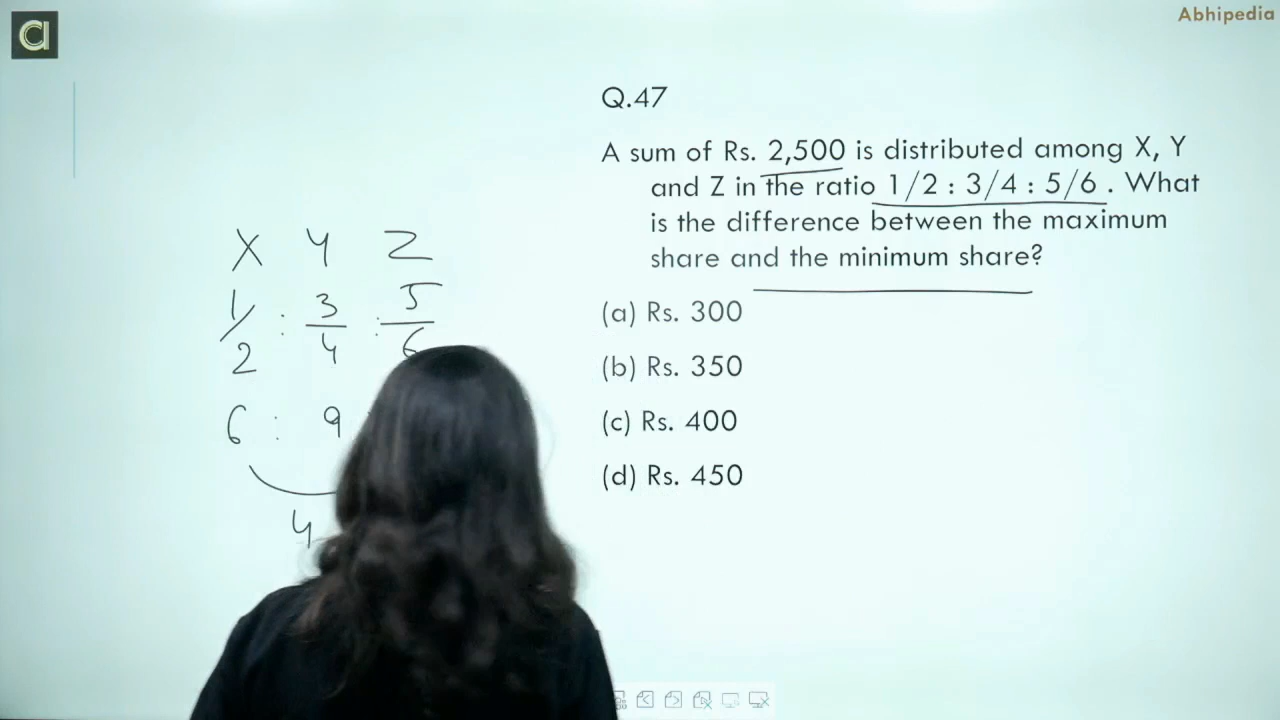 Abhipedia
Q.47
A sum of Rs. 2,500 is distributed among X, Y
and Z in the ratio 1/2 : 3/4 : 5/6 . What
is the difference between the maximum
share and the minimum share?
(a) Rs. 300
(b) Rs. 350
(c) Rs. 400
(d) Rs. 450
X Y Z
1/2 : 3/4 : 5/6
6 : 9
4